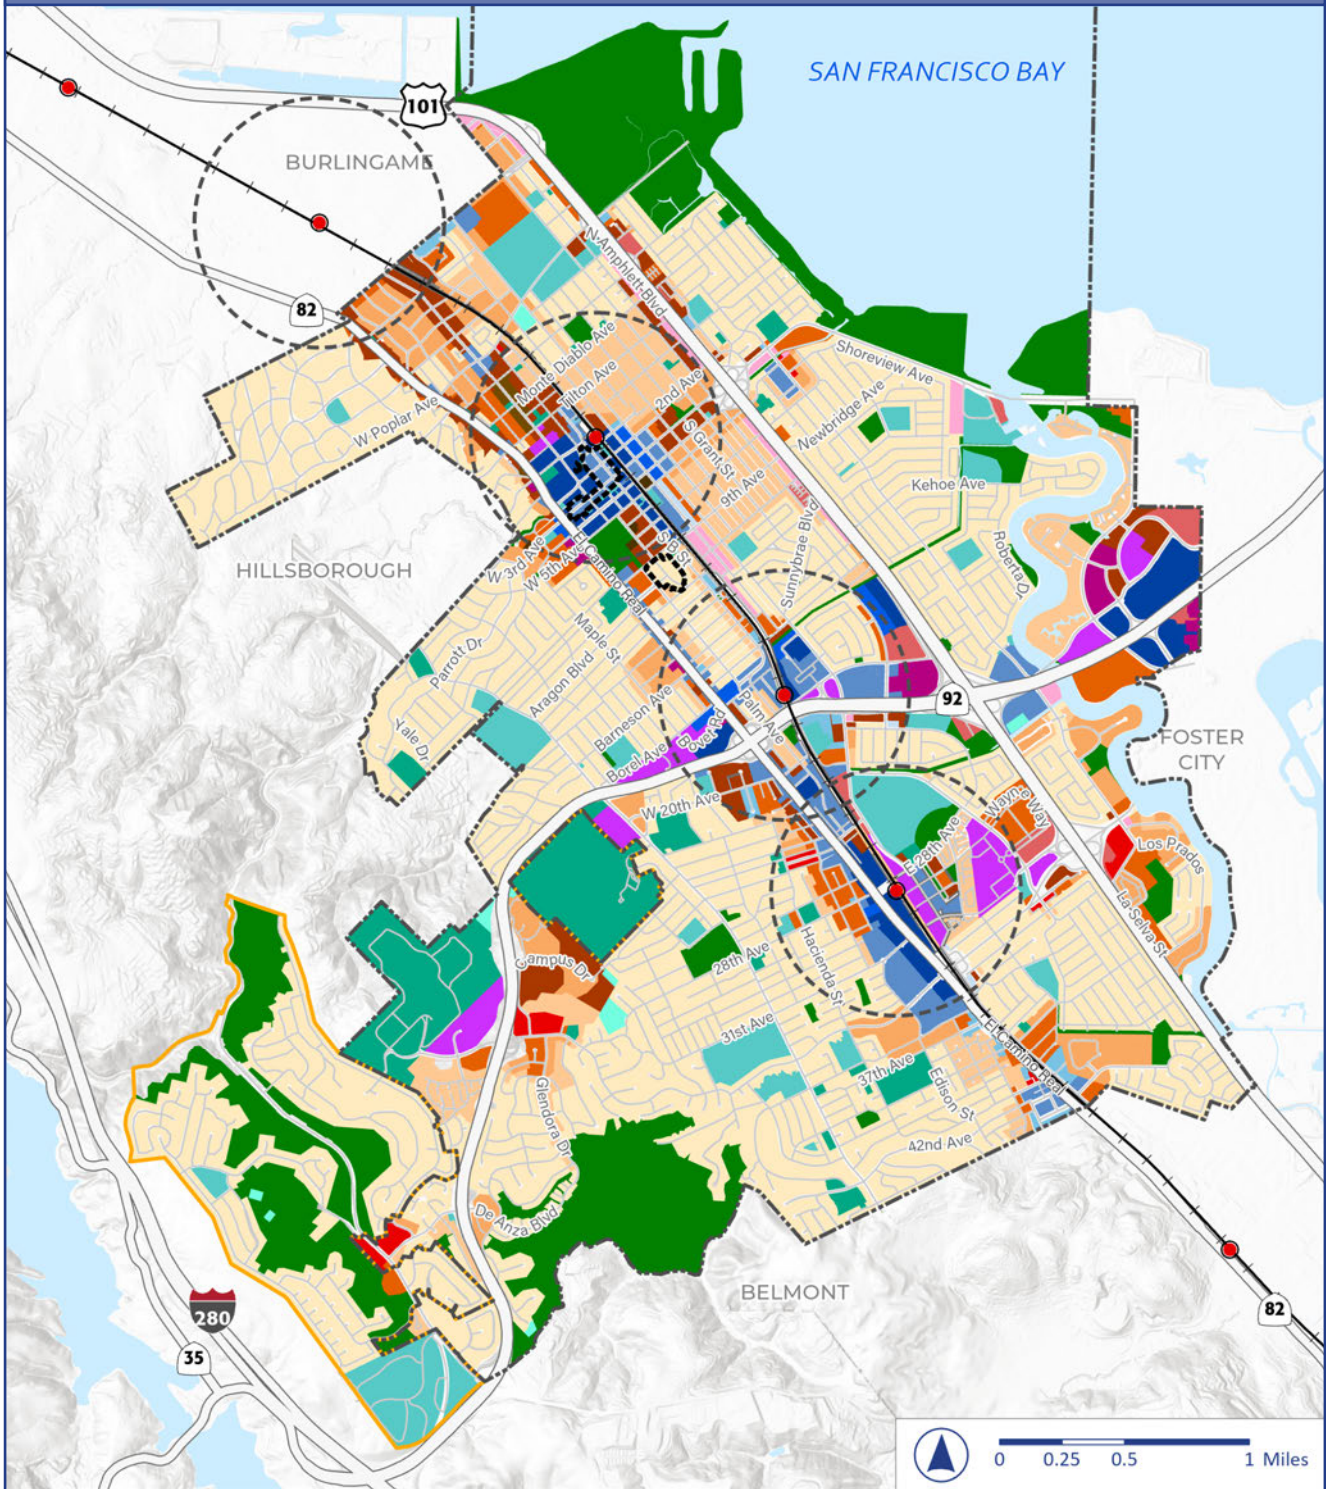 SAN FRANCISCO BAY
101
BURLINGAME
N Amphlett Blvd
82
Monte Diablo Ave
Tilton Ave
Shoreview Ave
2nd Ave
Newbridge Ave
W Poplar Ave
S Grant St
9th Ave
Kehoe Ave
Sunnybrae Blvd
Roberta Dr
W 3rd Ave
W 5th Ave
S B St
El Camino Real
HILLSBOROUGH
Maple St
Parrott Dr
Aragon Blvd
Palm Ave
92
Barneson Ave
Yale Dr
Bovet Rd
Borel Ave
FOSTER
CITY
W 20th Ave
Wayne Way
E 28th Ave
Los Prados
La Selva St
Campus Dr
28th Ave
Hacienda St
31st Ave
El Camino Real
37th Ave
Edison St
Glendora Dr
42nd Ave
De Anza Blvd
BELMONT
280
35
82
0 0.25 0.5 1 Miles